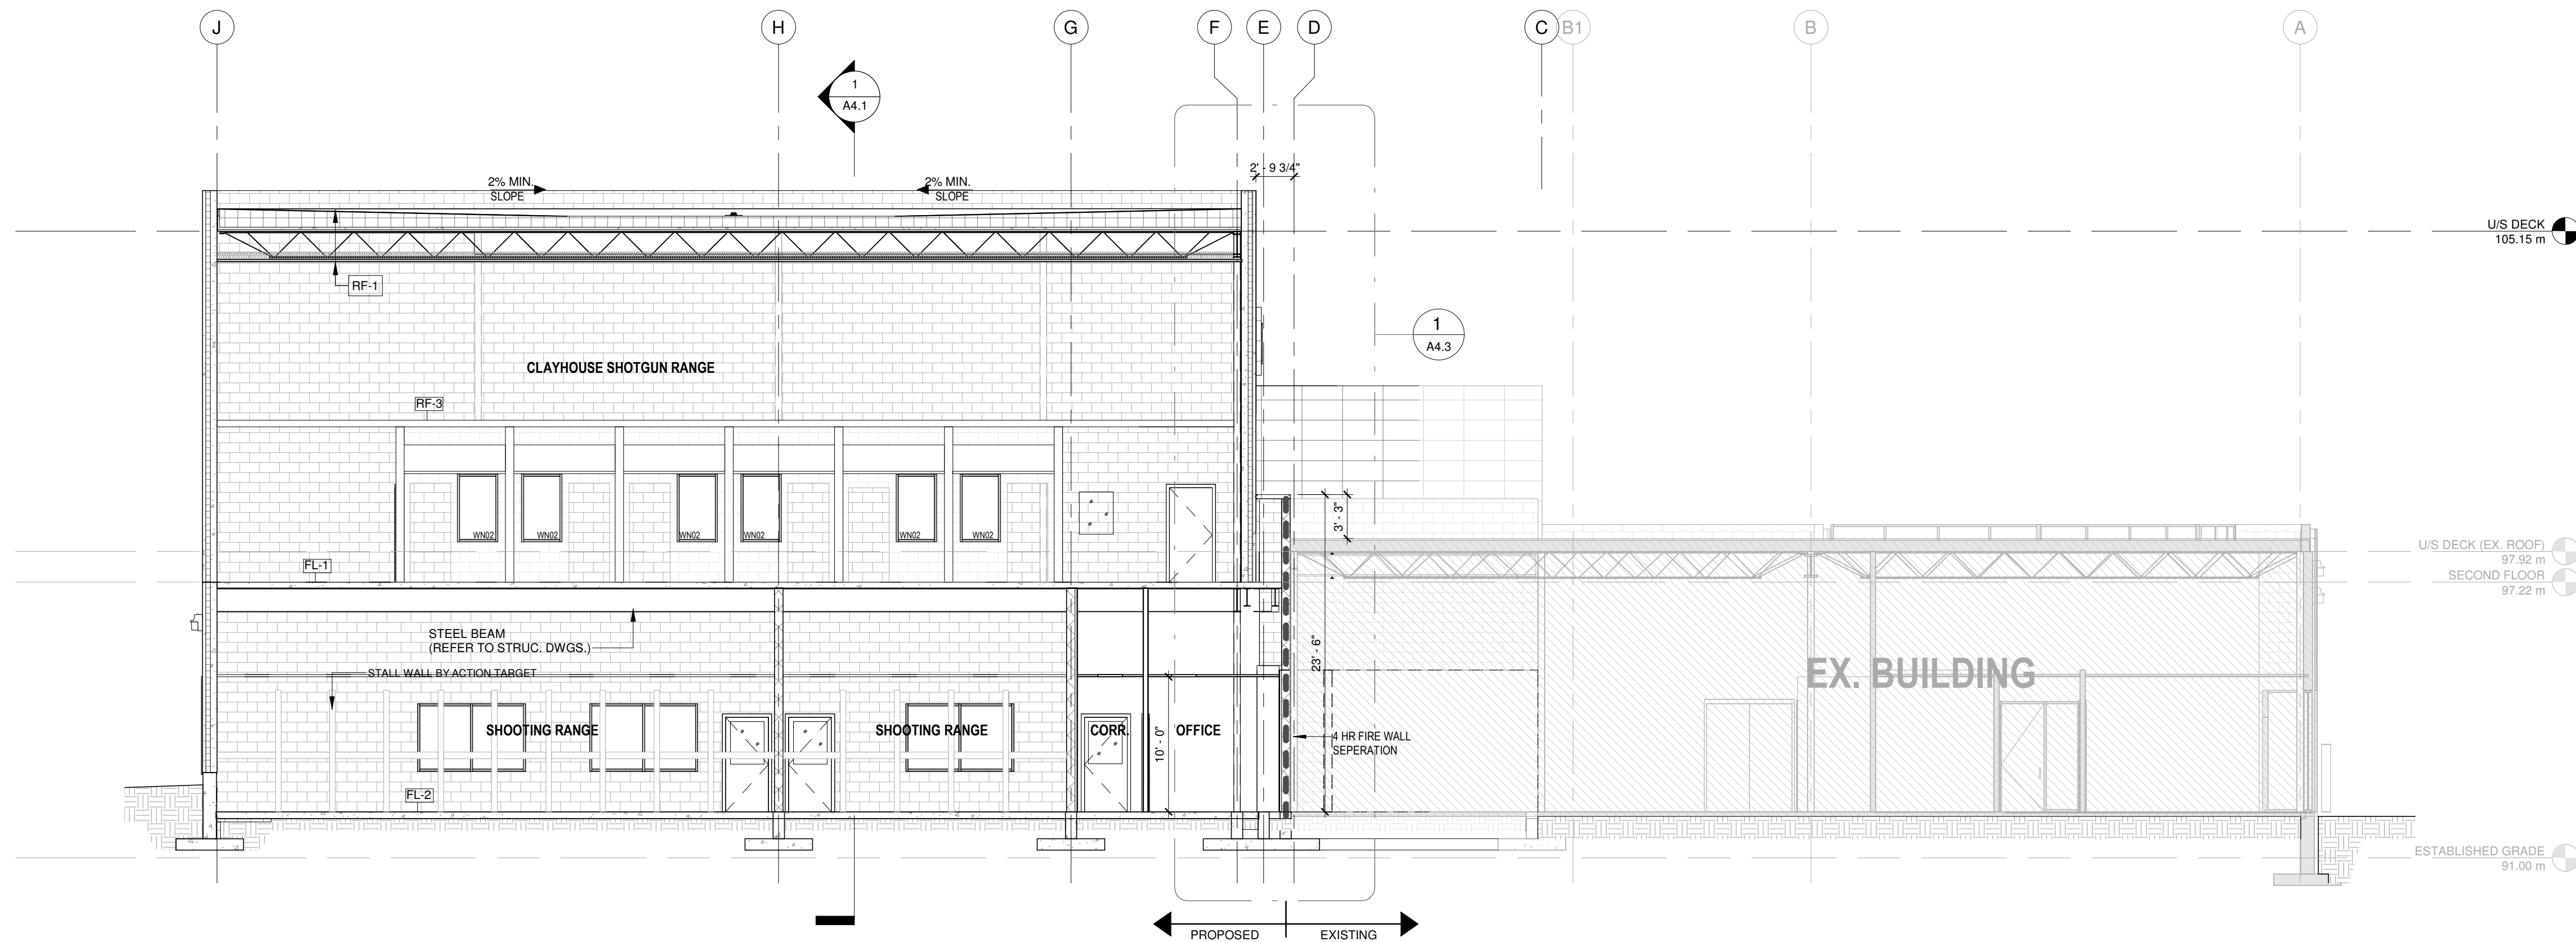 J
H
G
F
E
D
C
B1
B
A
1
A4.1
2' - 9 3/4"
2% MIN.
SLOPE
2% MIN.
SLOPE
U/S DECK
105.15 m
RF-1
1
A4.3
CLAYHOUSE SHOTGUN RANGE
RF-3
3' - 3"
WN02
WN02
WN02
WN02
WN02
WN02
U/S DECK (EX. ROOF)
97.92 m
FL-1
SECOND FLOOR
97.22 m
STEEL BEAM
(REFER TO STRUC. DWGS.)
23' - 6"
STALL WALL BY ACTION TARGET
EX. BUILDING
SHOOTING RANGE
SHOOTING RANGE
CORR.
OFFICE
10' - 0"
4 HR FIRE WALL
SEPERATION
FL-2
ESTABLISHED GRADE
91.00 m
PROPOSED
EXISTING